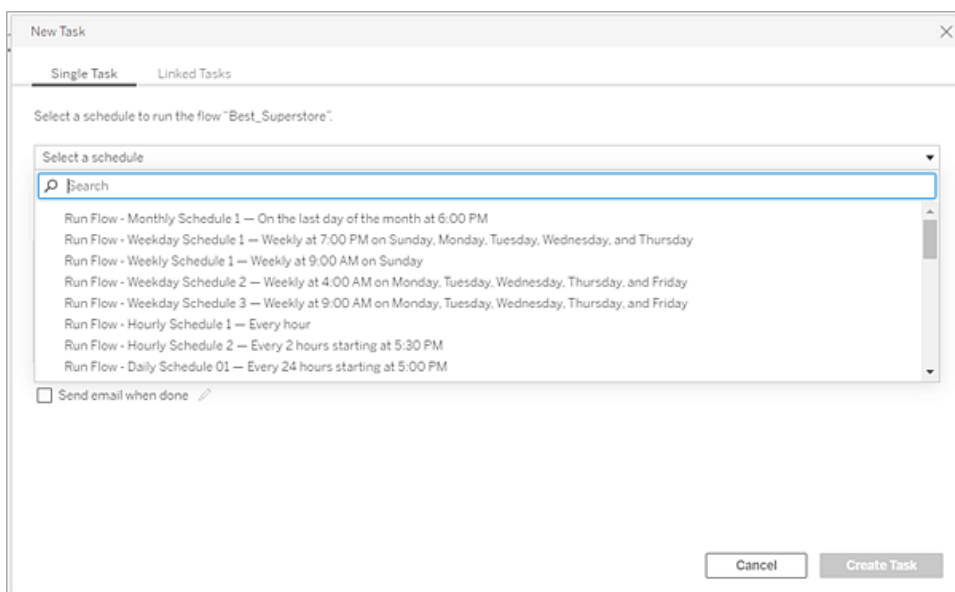 New Task
Single Task Linked Tasks
Select a schedule to run the flow "Best_Superstore".
Select a schedule
Search
Run Flow - Monthly Schedule 1 — On the last day of the month at 6:00 PM
Run Flow - Weekday Schedule 1 — Weekly at 7:00 PM on Sunday, Monday, Tuesday, Wednesday, and Thursday
Run Flow - Weekly Schedule 1 — Weekly at 9:00 AM on Sunday
Run Flow - Weekday Schedule 2 — Weekly at 4:00 AM on Monday, Tuesday, Wednesday, Thursday, and Friday
Run Flow - Weekday Schedule 3 — Weekly at 9:00 AM on Monday, Tuesday, Wednesday, Thursday, and Friday
Run Flow - Hourly Schedule 1 — Every hour
Run Flow - Hourly Schedule 2 — Every 2 hours starting at 5:30 PM
Run Flow - Daily Schedule 01 — Every 24 hours starting at 5:00 PM
Send email when done
Cancel Create Task